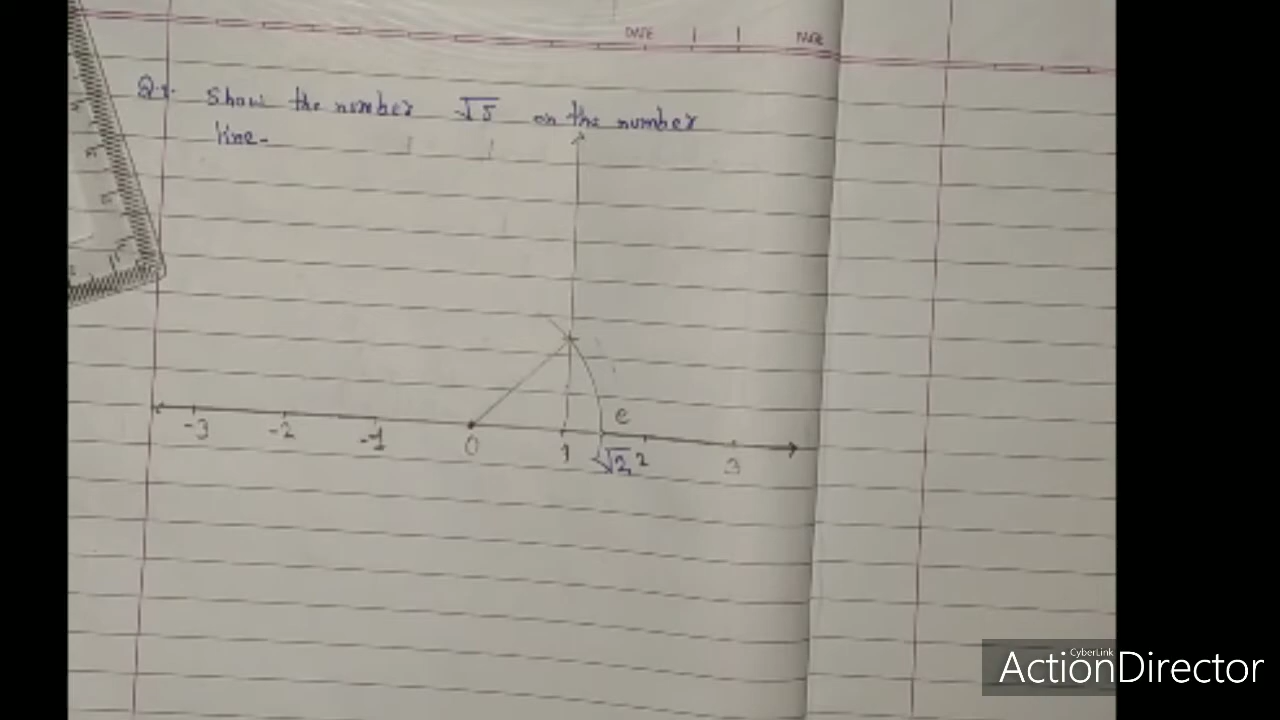 DATE PAGE
Q.1. Show the number √5 on the number
line.
e
-3 -2 -1 0 1 √2 2 3
CyberLink
ActionDirector